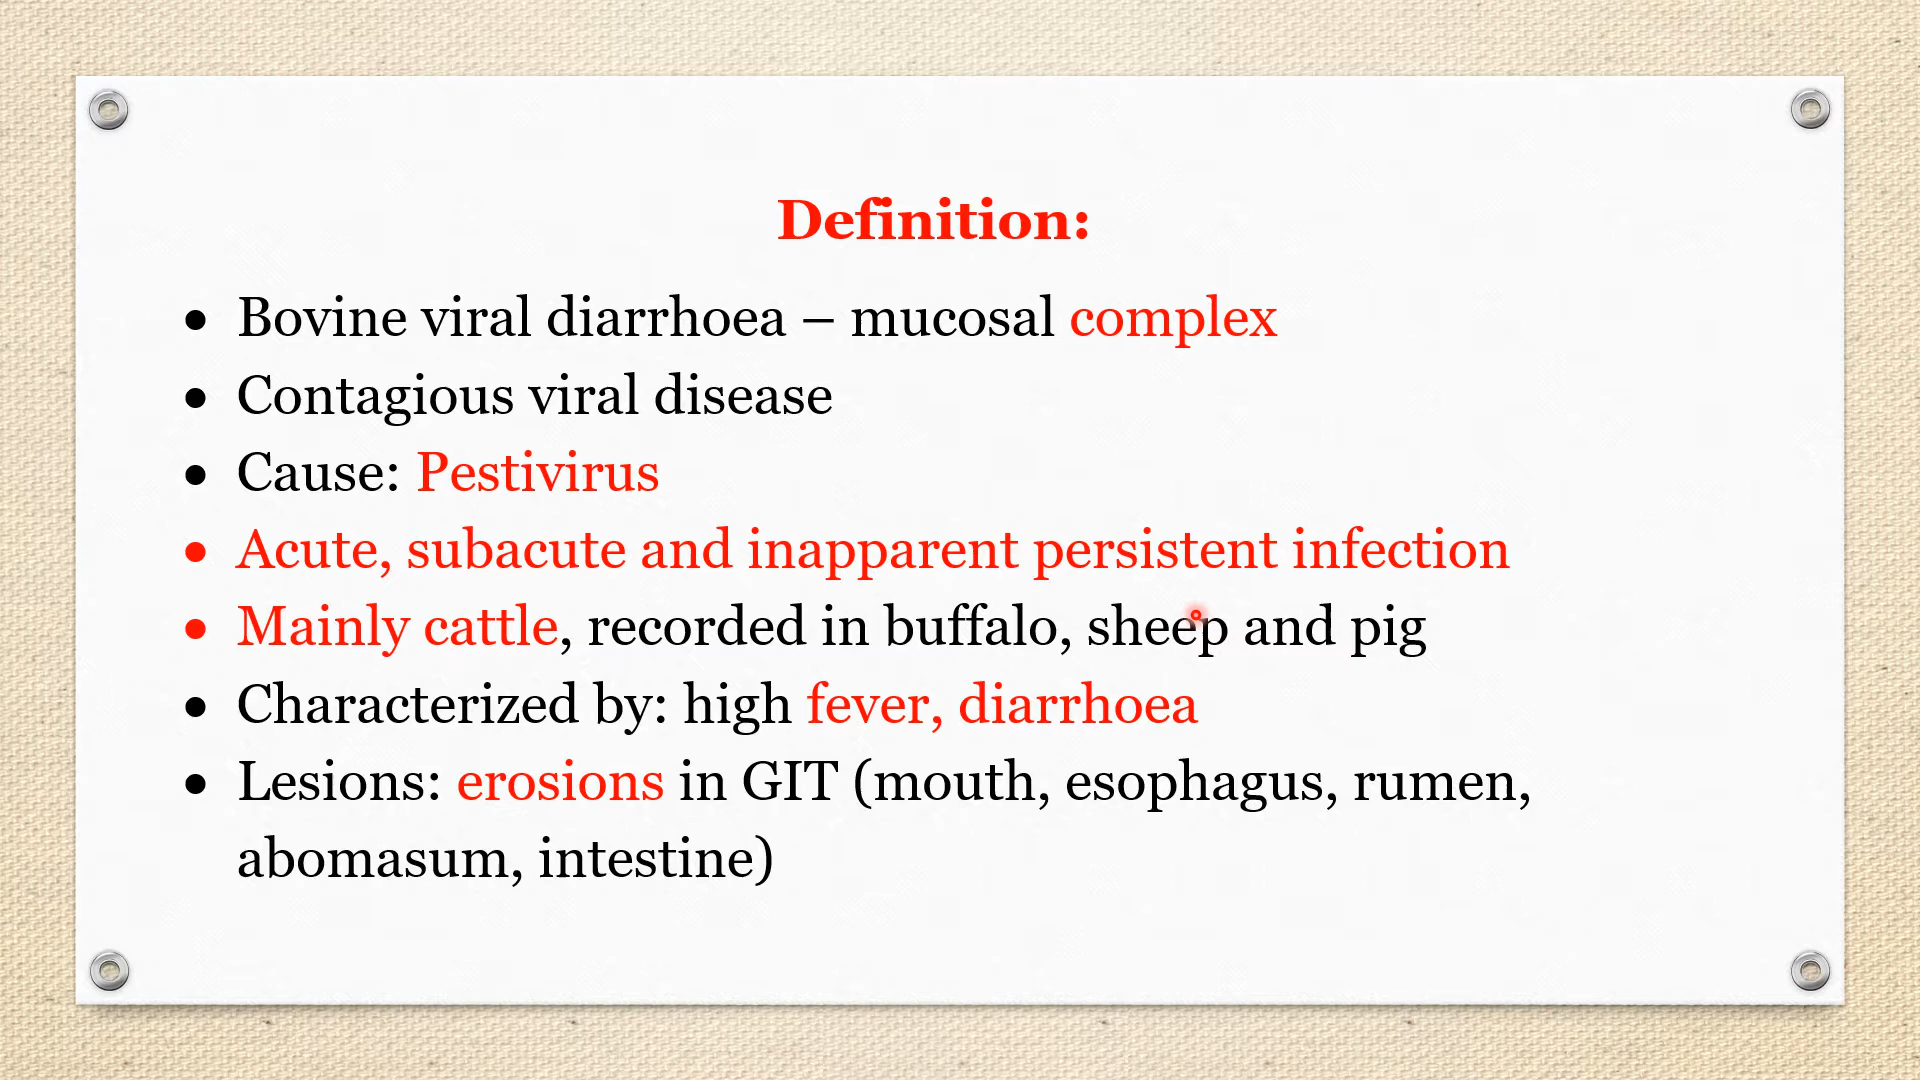 Definition:
• Bovine viral diarrhoea – mucosal complex
• Contagious viral disease
• Cause: Pestivirus
• Acute, subacute and inapparent persistent infection
• Mainly cattle, recorded in buffalo, sheep and pig
• Characterized by: high fever, diarrhoea
• Lesions: erosions in GIT (mouth, esophagus, rumen,
abomasum, intestine)